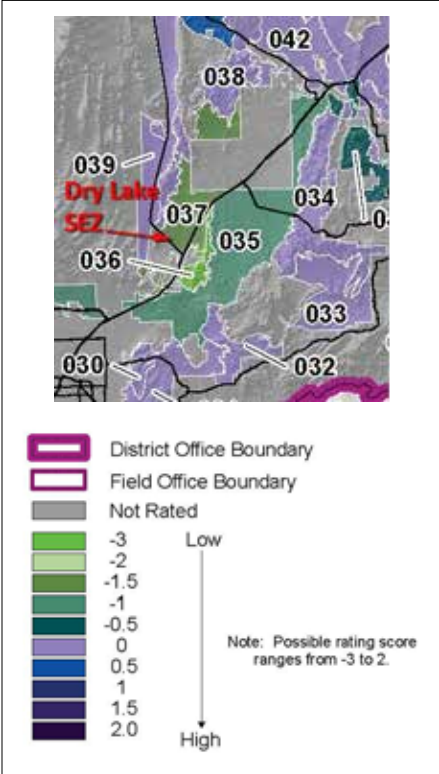 042
038
039
034
Dry Lake
SEZ
037
035
036
033
032
030
District Office Boundary
Field Office Boundary
Not Rated
-3 Low
-2
-1.5
-1
-0.5
0
0.5
1
1.5
2.0
High
Note: Possible rating score
ranges from -3 to 2.